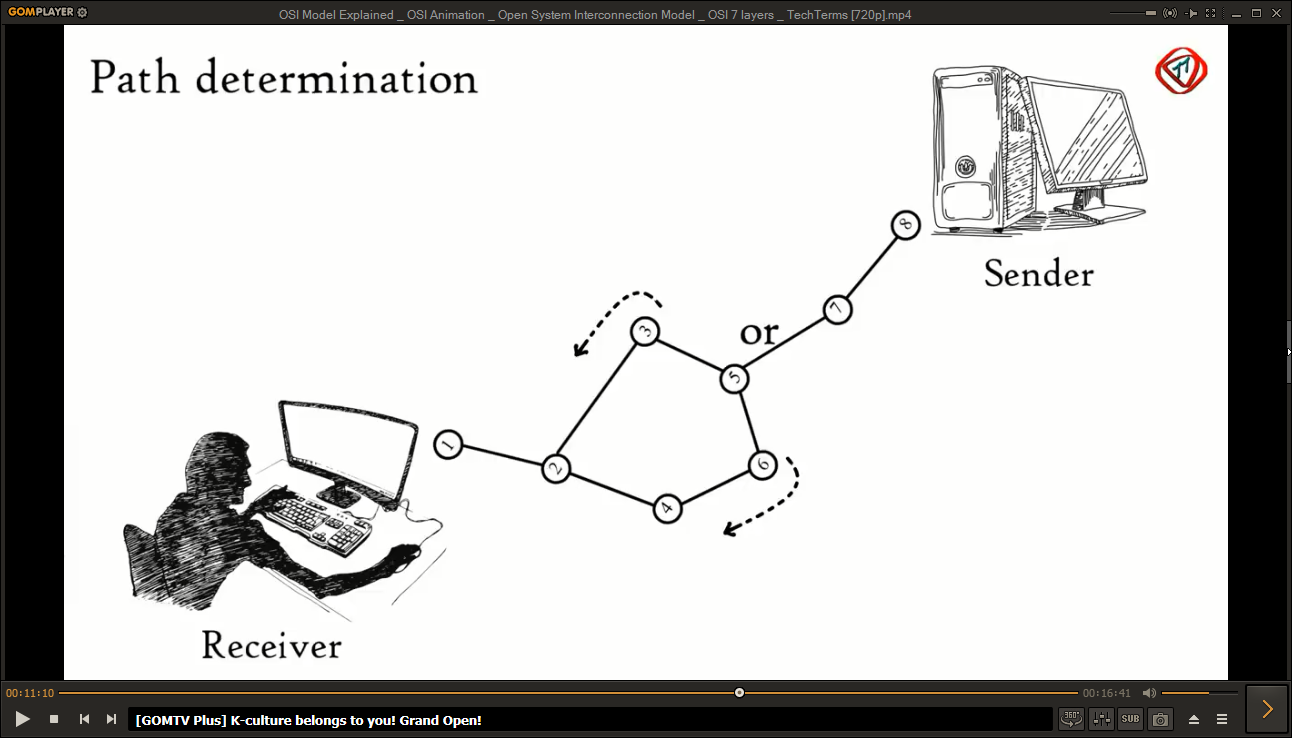 GOMPLAYER
OSI Model Explained _ OSI Animation _ Open System Interconnection Model _ OSI 7 layers _ TechTerms [720p].mp4
Path determination
Sender
8
7
or
3
5
1
2
6
4
Receiver
00:11:10
00:16:41
[GOMTV Plus] K-culture belongs to you! Grand Open!
360°
SUB